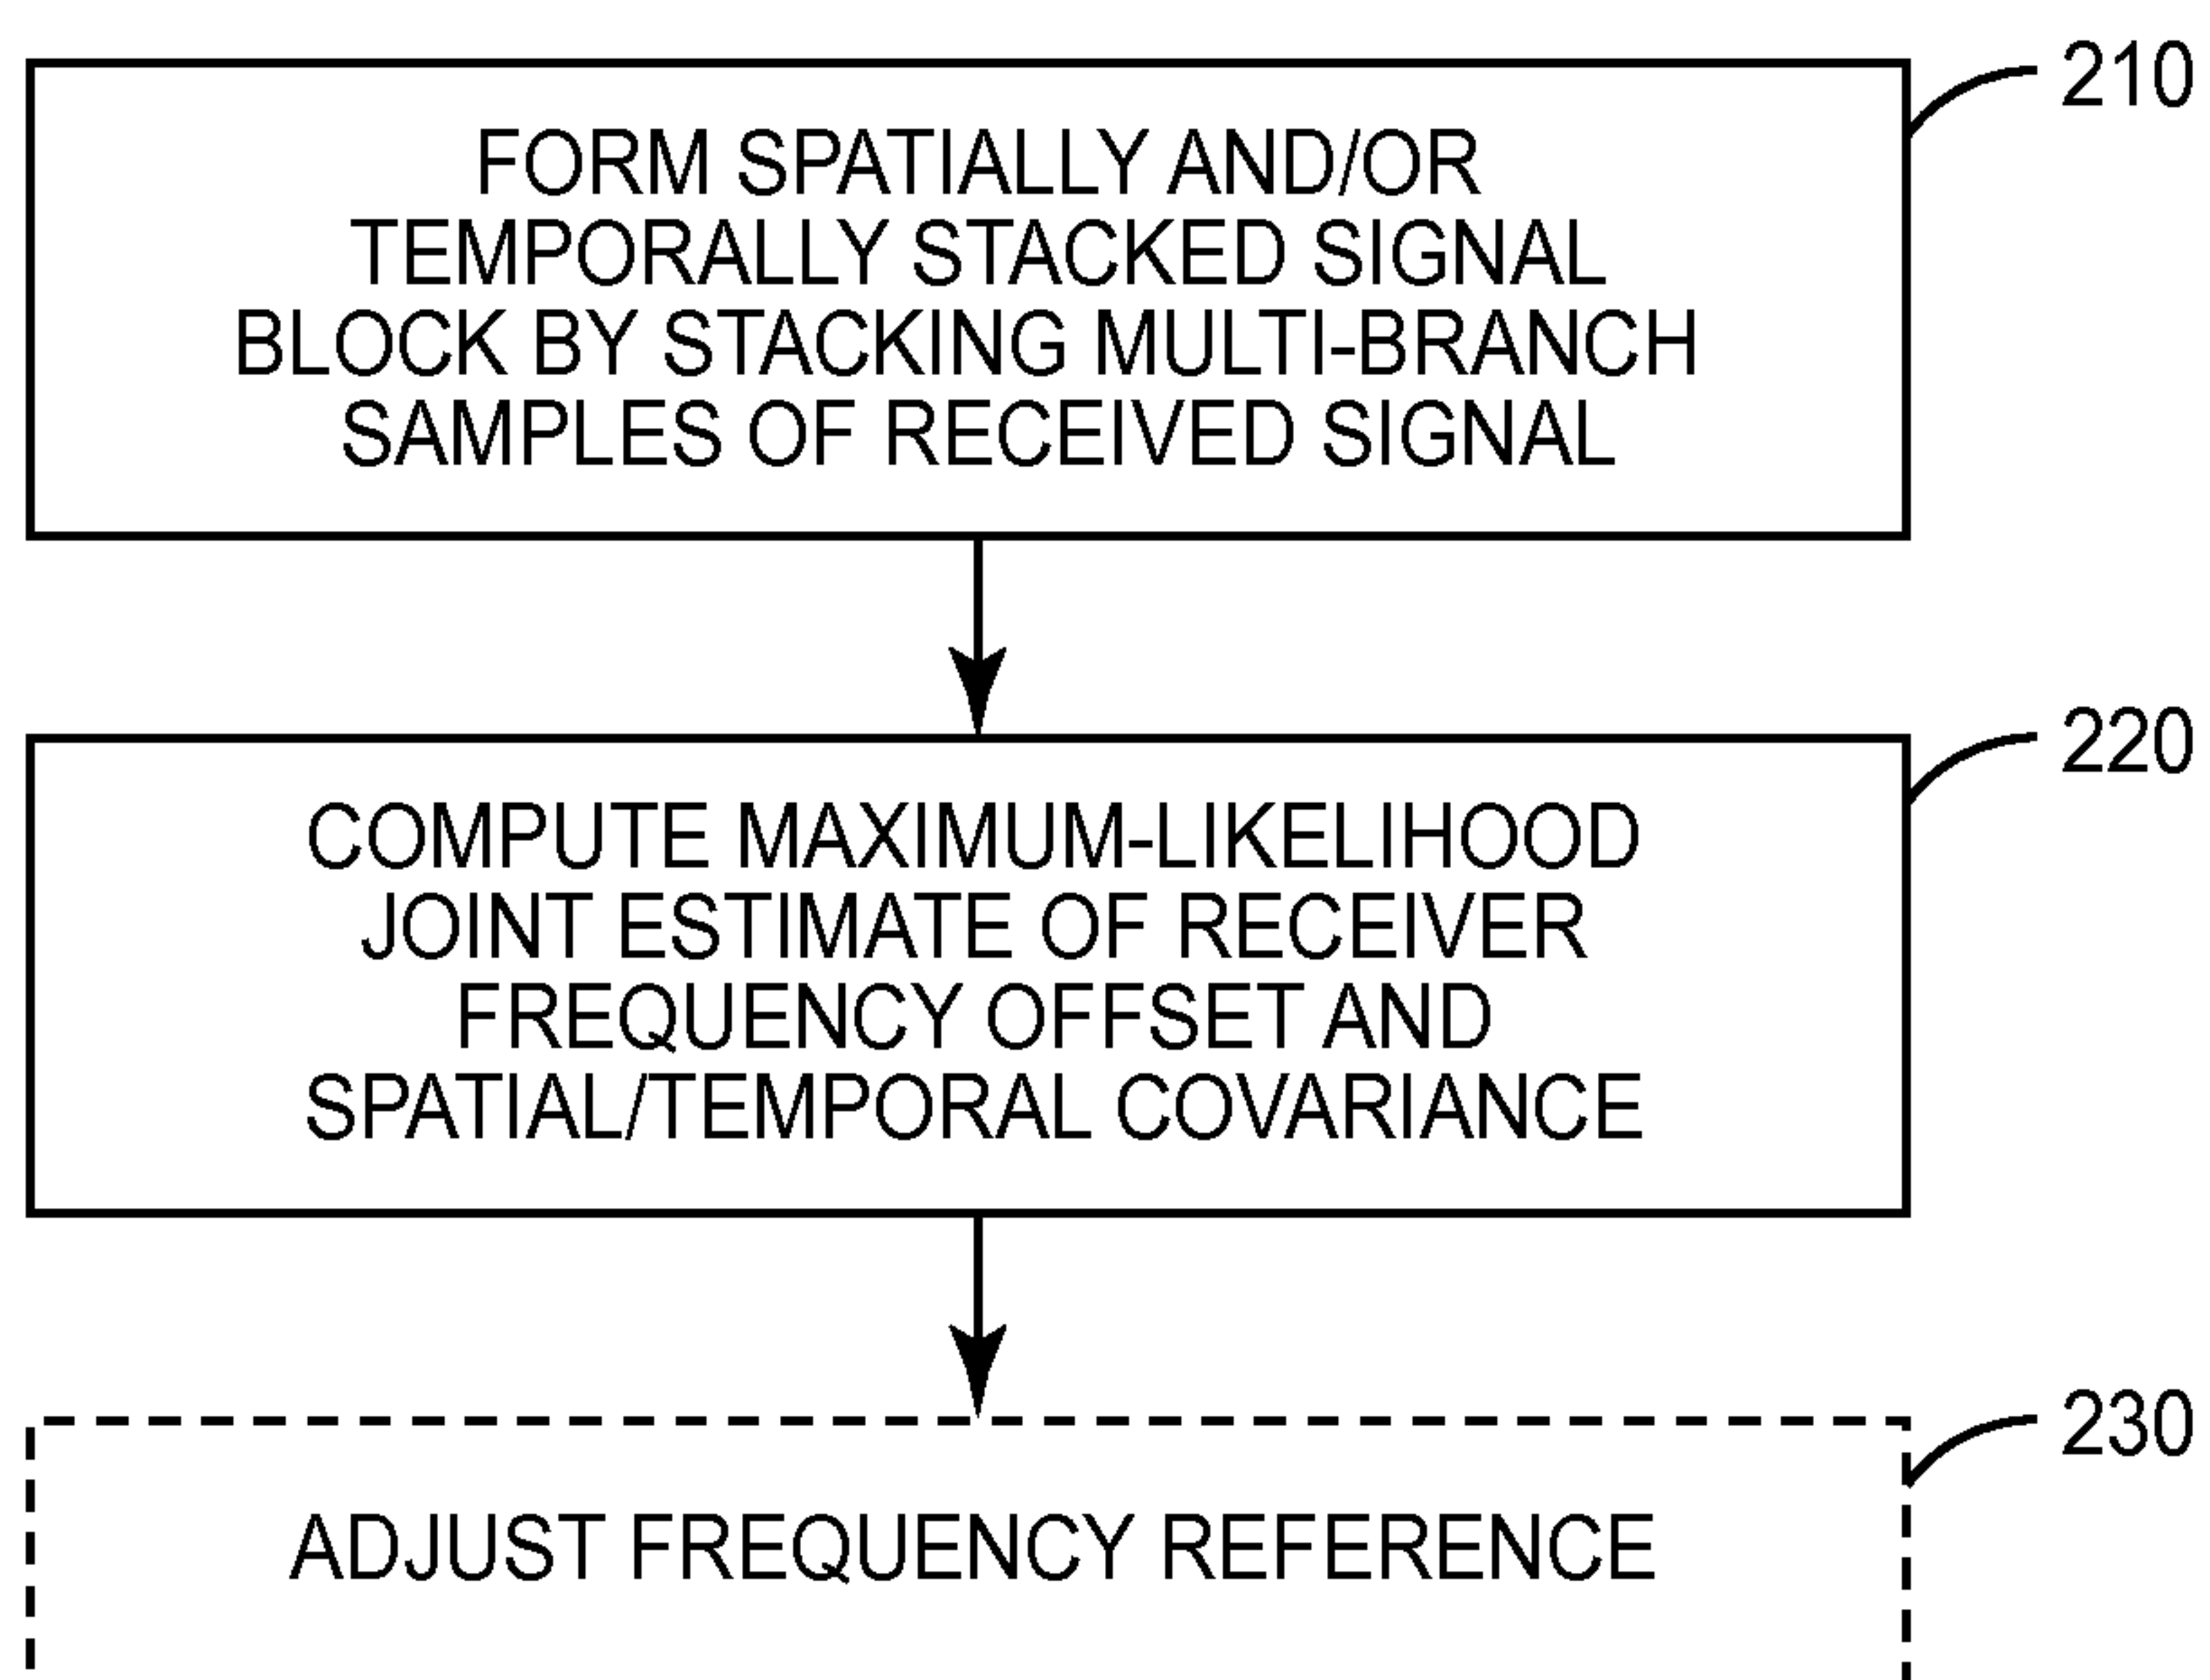 210
FORM SPATIALLY AND/OR
TEMPORALLY STACKED SIGNAL
BLOCK BY STACKING MULTI-BRANCH
SAMPLES OF RECEIVED SIGNAL
220
COMPUTE MAXIMUM-LIKELIHOOD
JOINT ESTIMATE OF RECEIVER
FREQUENCY OFFSET AND
SPATIAL/TEMPORAL COVARIANCE
230
ADJUST FREQUENCY REFERENCE